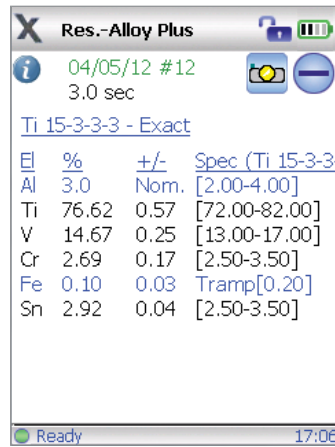 X Res.-Alloy Plus
04/05/12 #12
3.0 sec
Ti 15-3-3-3 - Exact
El % +/- Spec (Ti 15-3-3
Al 3.0 Nom. [2.00-4.00]
Ti 76.62 0.57 [72.00-82.00]
V 14.67 0.25 [13.00-17.00]
Cr 2.69 0.17 [2.50-3.50]
Fe 0.10 0.03 Tramp[0.20]
Sn 2.92 0.04 [2.50-3.50]
Ready 17:06